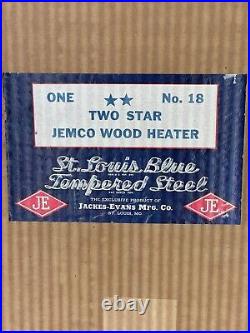 ONE ★★ No. 18
TWO STAR
JEMCO WOOD HEATER
St. Louis Blue
Tempered Steel
THE EXCLUSIVE PRODUCT OF
JACKES-EVANS MFG. CO.
ST. LOUIS, MO.
JE
JE